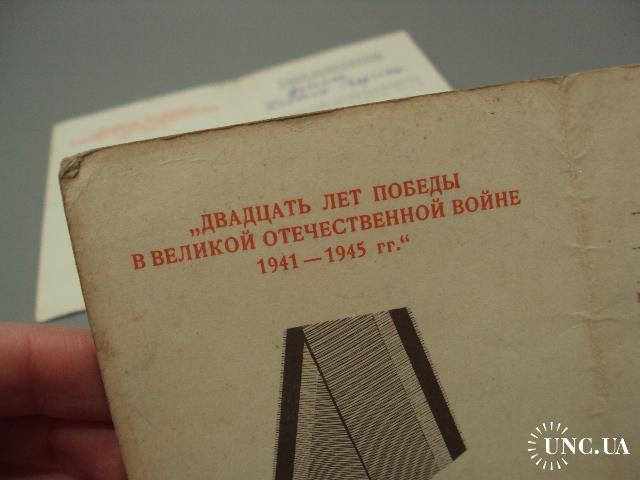 „ДВАДЦАТЬ ЛЕТ ПОБЕДЫ
В ВЕЛИКОЙ ОТЕЧЕСТВЕННОЙ ВОЙНЕ
1941—1945 гг.“
UNC.UA